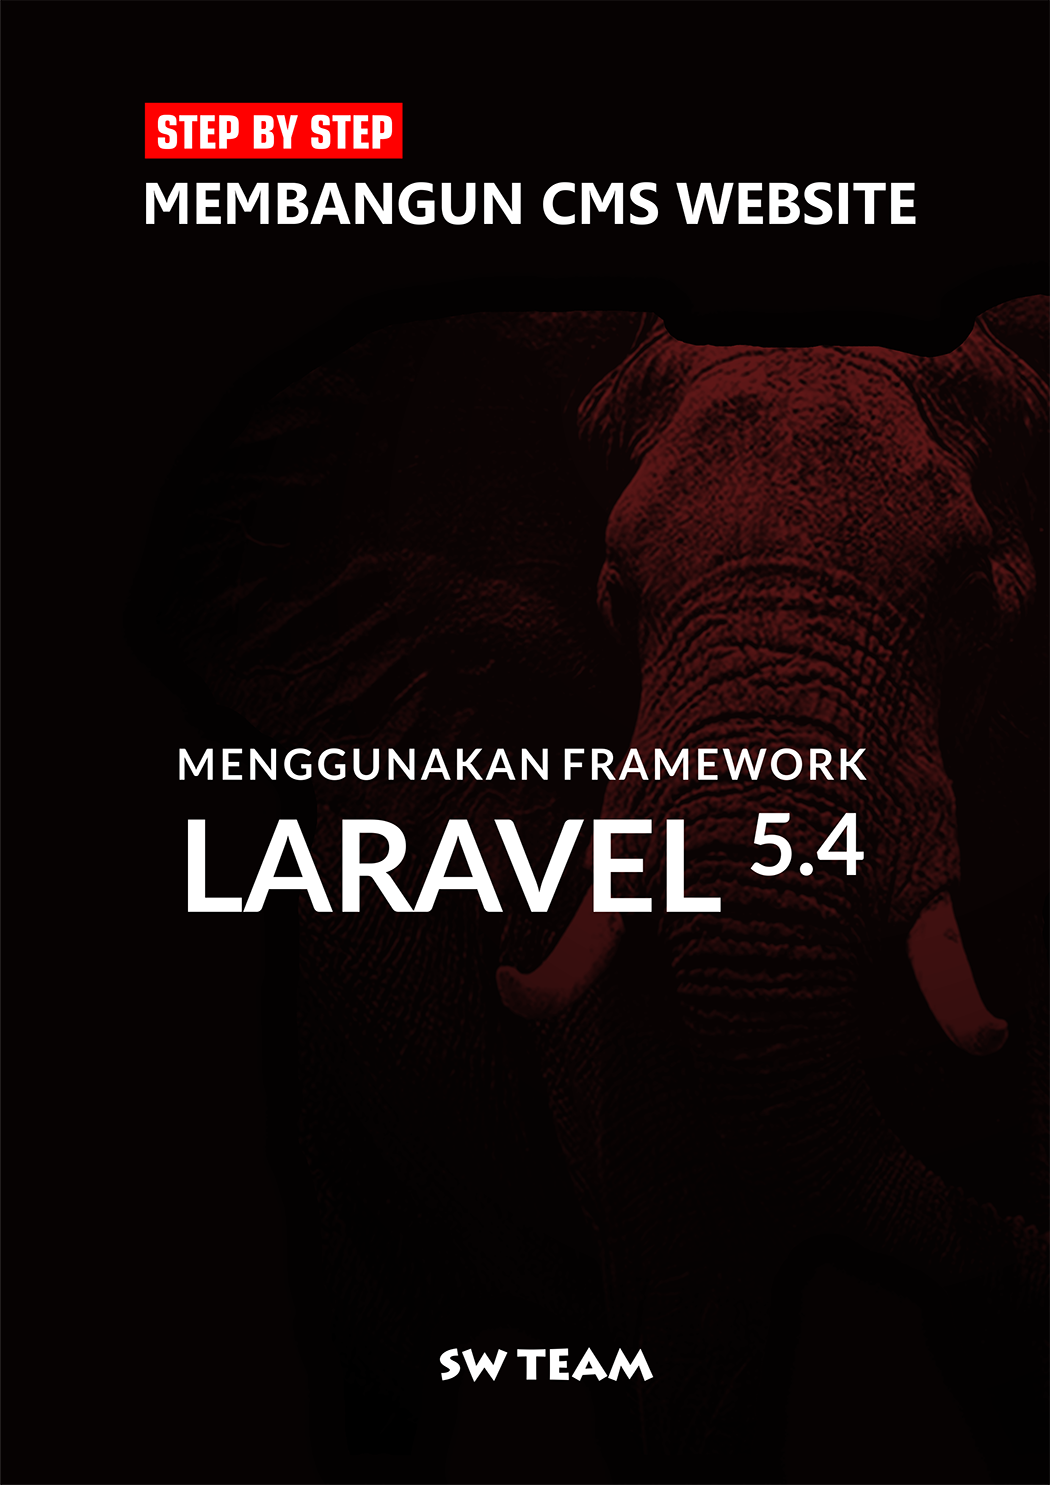 STEP BY STEP
MEMBANGUN CMS WEBSITE
MENGGUNAKAN FRAMEWORK
LARAVEL 5.4
SW TEAM